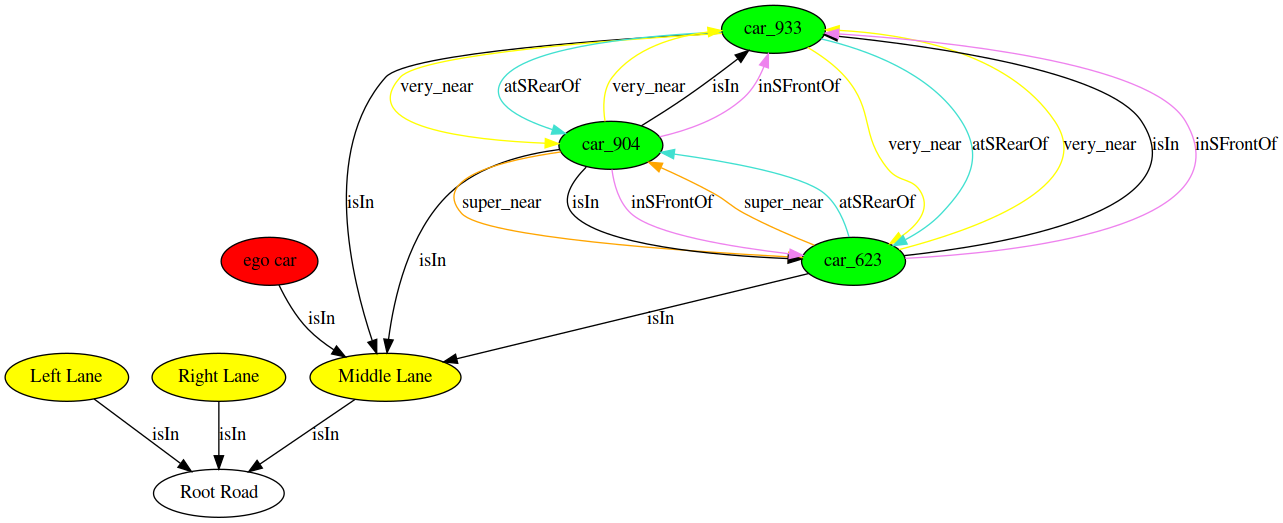 car_933
very_near
atSRearOf
very_near
isIn
inSFrontOf
car_904
very_near
atSRearOf
very_near
isIn
inSFrontOf
isIn
super_near
isIn
inSFrontOf
super_near
atSRearOf
ego car
isIn
car_623
isIn
isIn
Left Lane
Right Lane
Middle Lane
isIn
isIn
isIn
Root Road